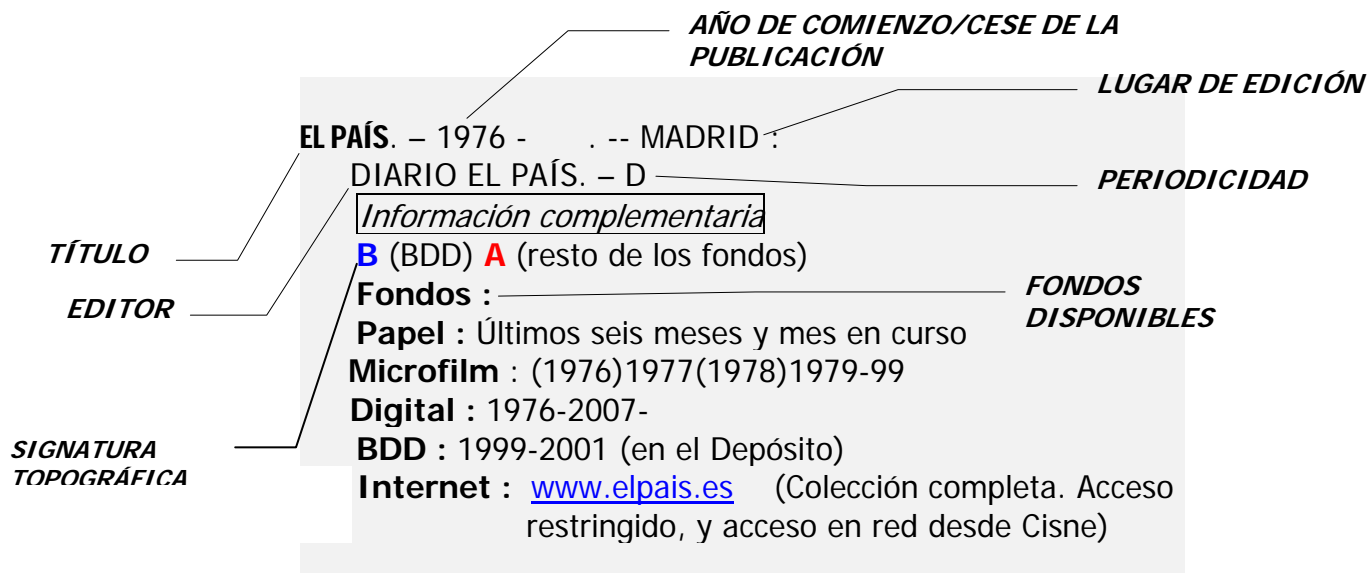 AÑO DE COMIENZO/CESE DE LA
PUBLICACIÓN
LUGAR DE EDICIÓN
EL PAÍS. – 1976 -     . -- MADRID :
DIARIO EL PAÍS. – D
PERIODICIDAD
Información complementaria
TÍTULO
B (BDD) A (resto de los fondos)
EDITOR
Fondos :
FONDOS
DISPONIBLES
Papel : Últimos seis meses y mes en curso
Microfilm : (1976)1977(1978)1979-99
Digital : 1976-2007-
SIGNATURA
TOPOGRÁFICA
BDD : 1999-2001 (en el Depósito)
Internet : www.elpais.es (Colección completa. Acceso
restringido, y acceso en red desde Cisne)